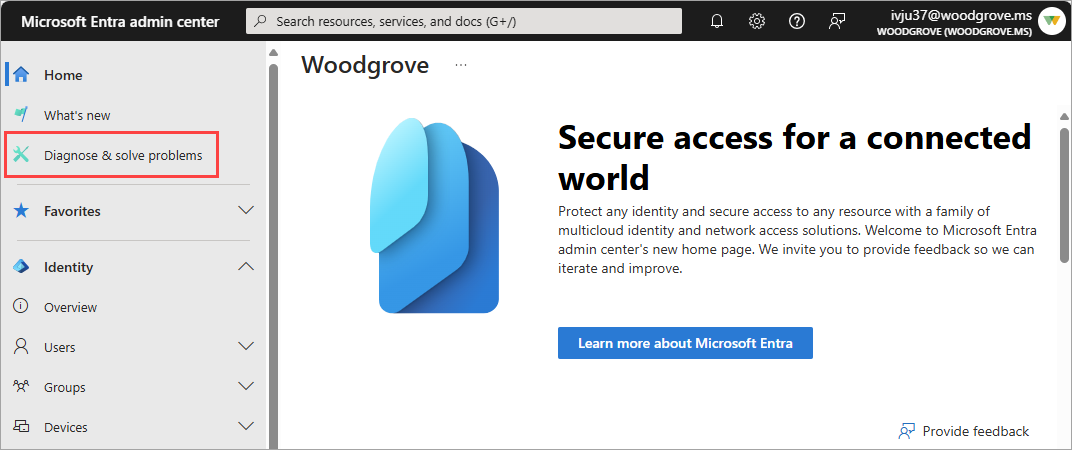 Microsoft Entra admin center
Search resources, services, and docs (G+/)
ivju37@woodgrove.ms
WOODGROVE (WOODGROVE.MS)
Home
What's new
Diagnose & solve problems
Favorites
Identity
Overview
Users
Groups
Devices
Woodgrove
...
Secure access for a connected
world
Protect any identity and secure access to any resource with a family of
multicloud identity and network access solutions. Welcome to Microsoft Entra
admin center's new home page. We invite you to provide feedback so we can
iterate and improve.
Learn more about Microsoft Entra
Provide feedback